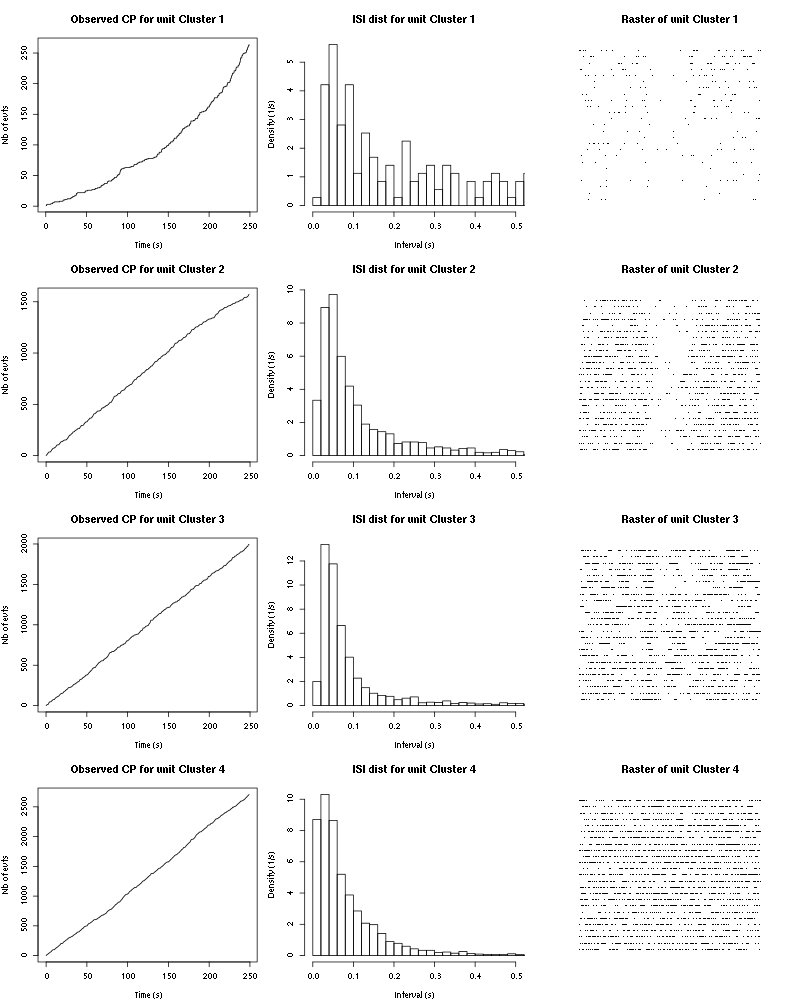 Observed CP for unit Cluster 1
ISI dist for unit Cluster 1
Raster of unit Cluster 1
Nb of evts
0 50 100 150 200 250
0 50 100 150 200 250
Time (s)
Density (1/s)
0 1 2 3 4 5
0.0 0.1 0.2 0.3 0.4 0.5
Interval (s)
Observed CP for unit Cluster 2
ISI dist for unit Cluster 2
Raster of unit Cluster 2
Nb of evts
0 500 1000 1500
0 50 100 150 200 250
Time (s)
Density (1/s)
0 2 4 6 8 10
0.0 0.1 0.2 0.3 0.4 0.5
Interval (s)
Observed CP for unit Cluster 3
ISI dist for unit Cluster 3
Raster of unit Cluster 3
Nb of evts
0 500 1000 1500 2000
0 50 100 150 200 250
Time (s)
Density (1/s)
0 2 4 6 8 10 12
0.0 0.1 0.2 0.3 0.4 0.5
Interval (s)
Observed CP for unit Cluster 4
ISI dist for unit Cluster 4
Raster of unit Cluster 4
Nb of evts
0 500 1000 1500 2000 2500
0 50 100 150 200 250
Time (s)
Density (1/s)
0 2 4 6 8 10
0.0 0.1 0.2 0.3 0.4 0.5
Interval (s)